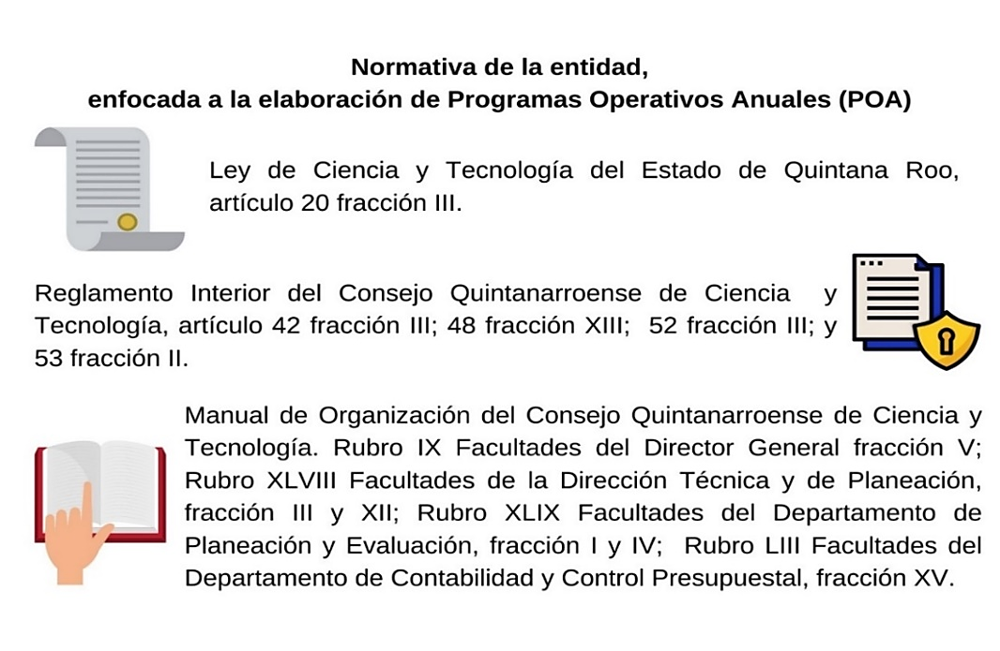 Normativa de la entidad,
enfocada a la elaboración de Programas Operativos Anuales (POA)
Ley de Ciencia y Tecnología del Estado de Quintana Roo,
artículo 20 fracción III.
Reglamento Interior del Consejo Quintanarroense de Ciencia y
Tecnología, artículo 42 fracción III; 48 fracción XIII; 52 fracción III; y
53 fracción II.
Manual de Organización del Consejo Quintanarroense de Ciencia y
Tecnología. Rubro IX Facultades del Director General fracción V;
Rubro XLVIII Facultades de la Dirección Técnica y de Planeación,
fracción III y XII; Rubro XLIX Facultades del Departamento de
Planeación y Evaluación, fracción I y IV; Rubro LIII Facultades del
Departamento de Contabilidad y Control Presupuestal, fracción XV.